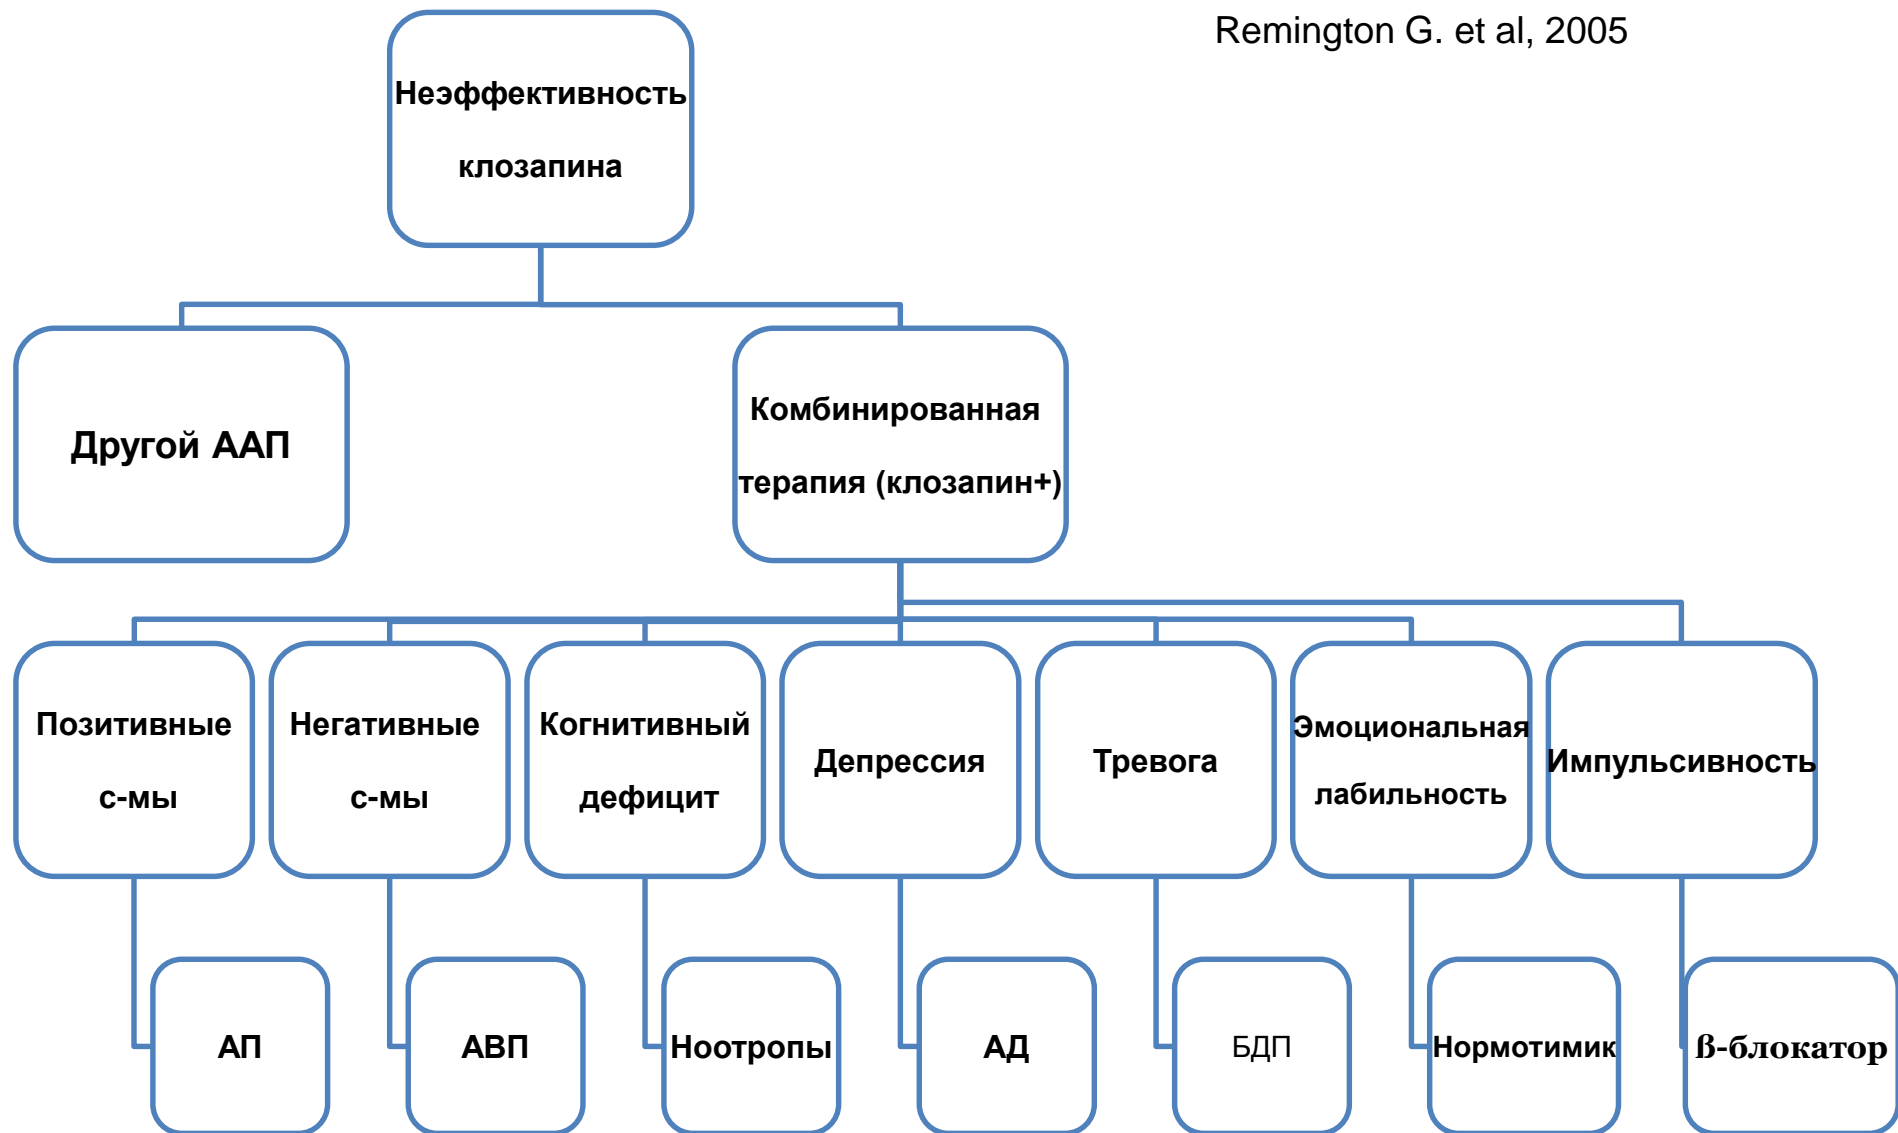 Remington G. et al, 2005
Неэффективность
клозапина
Другой ААП
Комбинированная
терапия (клозапин+)
Позитивные
с-мы
Негативные
с-мы
Когнитивный
дефицит
Депрессия
Тревога
Эмоциональная
лабильность
Импульсивность
АП
АВП
Ноотропы
АД
БДП
Нормотимик
ß-блокатор